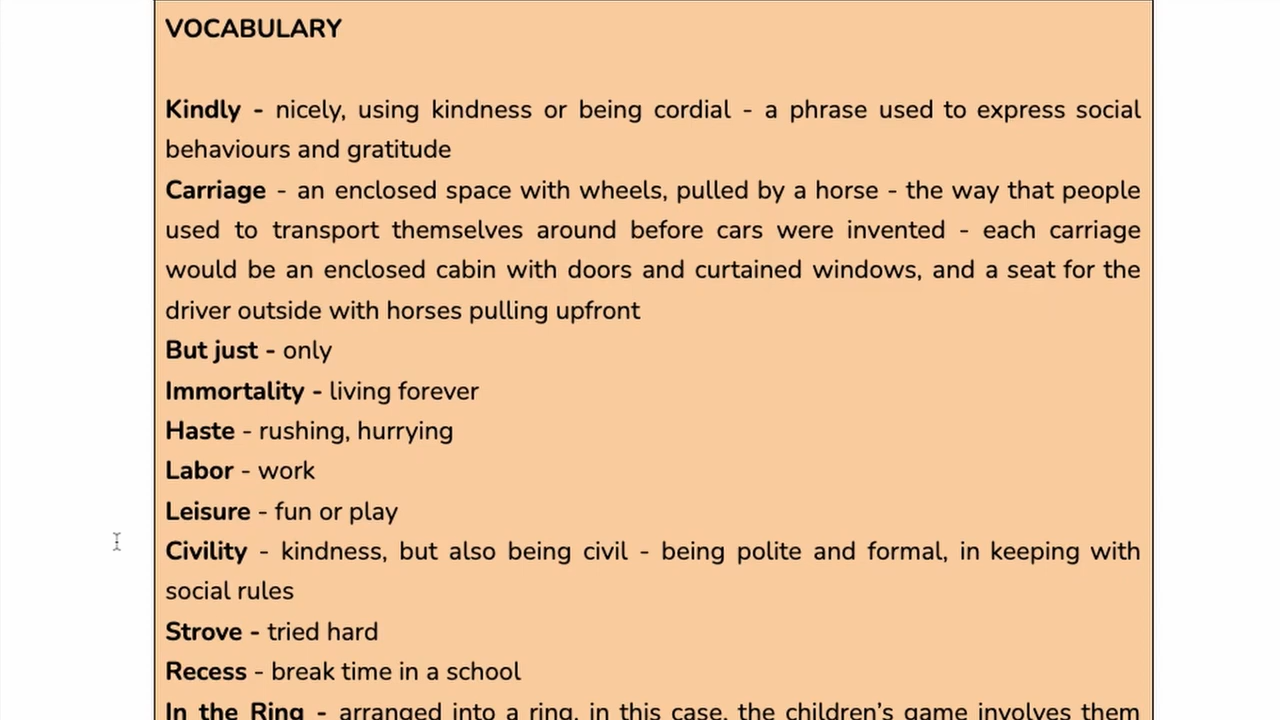 VOCABULARY
Kindly - nicely, using kindness or being cordial - a phrase used to express social
behaviours and gratitude
Carriage - an enclosed space with wheels, pulled by a horse - the way that people
used to transport themselves around before cars were invented - each carriage
would be an enclosed cabin with doors and curtained windows, and a seat for the
driver outside with horses pulling upfront
But just - only
Immortality - living forever
Haste - rushing, hurrying
Labor - work
Leisure - fun or play
Civility - kindness, but also being civil - being polite and formal, in keeping with
social rules
Strove - tried hard
Recess - break time in a school
In the Ring - arranged into a ring, in this case, the children’s game involves them